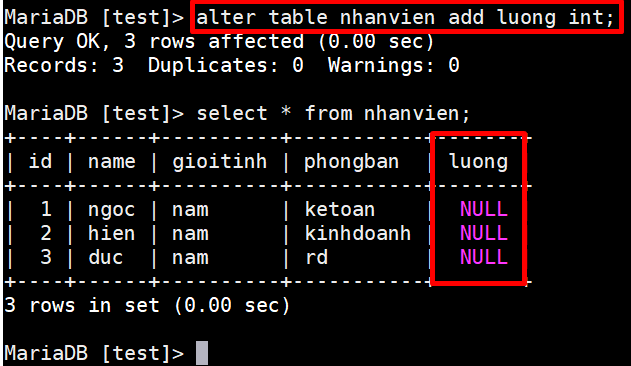 MariaDB [test]> alter table nhanvien add luong int;
Query OK, 3 rows affected (0.00 sec)
Records: 3  Duplicates: 0  Warnings: 0

MariaDB [test]> select * from nhanvien;
+----+------+----------+-----------+-------+
| id | name | gioitinh | phongban  | luong |
+----+------+----------+-----------+-------+
|  1 | ngoc | nam      | ketoan    |  NULL |
|  2 | hien | nam      | kinhdoanh |  NULL |
|  3 | duc  | nam      | rd        |  NULL |
+----+------+----------+-----------+-------+
3 rows in set (0.00 sec)

MariaDB [test]>